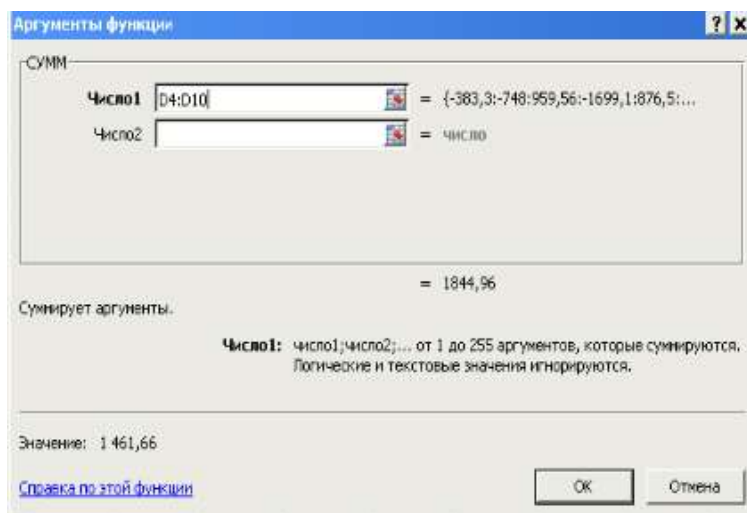 Аргументы функции
СУММ
Число1 D4:D10 = {-383,3:-748:959,56:-1699,1:876,5:...
Число2 = число
= 1844,96
Суммирует аргументы.
Число1: число1;число2;... от 1 до 255 аргументов, которые суммируются.
Логические и текстовые значения игнорируются.
Значение: 1 461,66
Справка по этой функции
ОК
Отмена